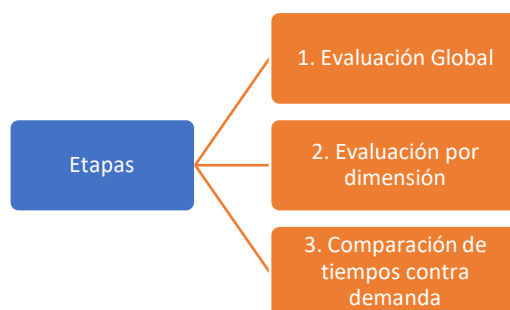 1. Evaluación Global
Etapas
2. Evaluación por
dimensión
3. Comparación de
tiempos contra
demanda